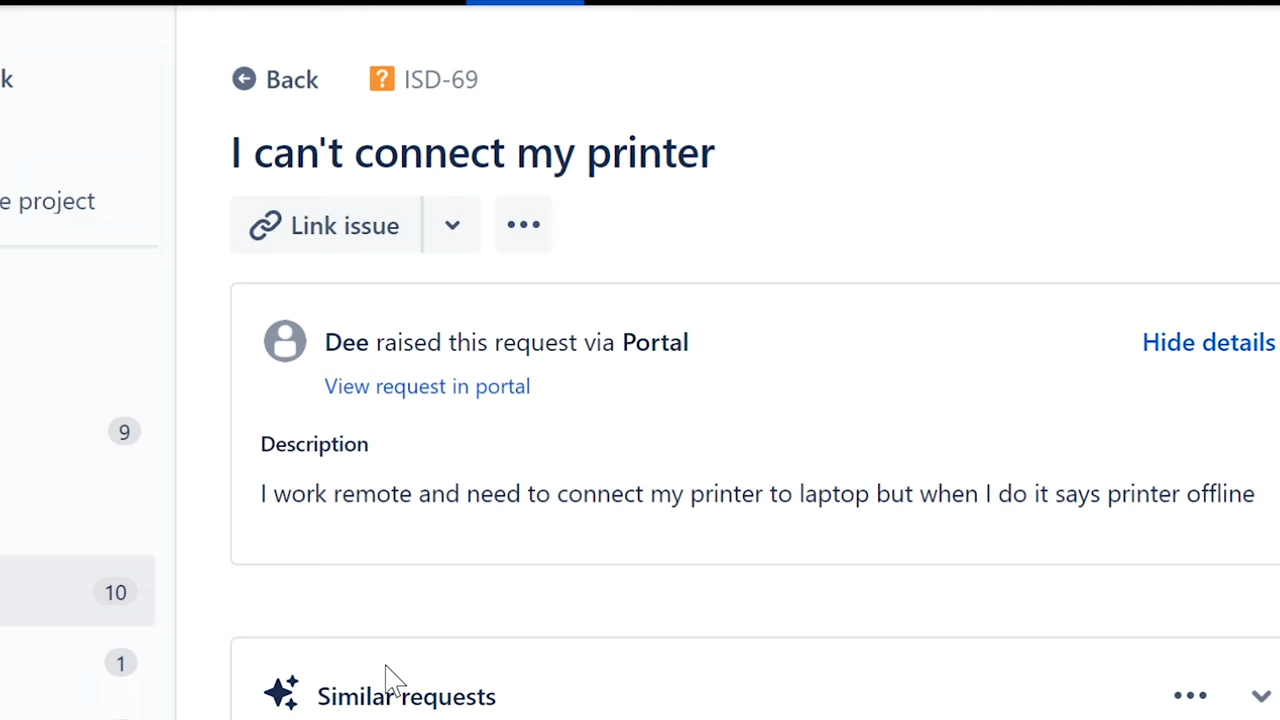 k
Back
ISD-69
I can't connect my printer
e project
Link issue
Dee raised this request via Portal
Hide details
View request in portal
9
Description
I work remote and need to connect my printer to laptop but when I do it says printer offline
10
1
Similar requests